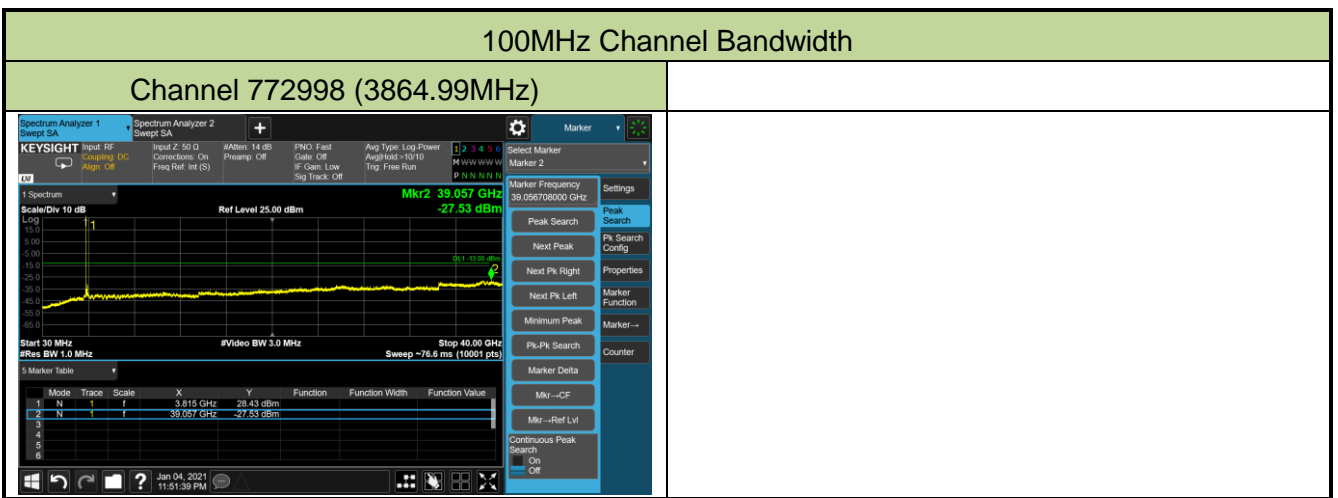 100MHz Channel Bandwidth
Channel 772998 (3864.99MHz)
Spectrum Analyzer 1
Swept SA
Spectrum Analyzer 2
Swept SA
+
Marker
KEYSIGHT
LXI
Input: RF
Coupling: DC
Align: Off
Input Z: 50 Ω
Corrections: On
Freq Ref: Int (S)
#Atten: 14 dB
Preamp: Off
PNO: Fast
Gate: Off
IF Gain: Low
Sig Track: Off
Avg Type: Log-Power
Avg|Hold:>10/10
Trig: Free Run
1 2 3 4 5 6
M W W W W W
P N N N N N
Select Marker
Marker 2
1 Spectrum
Mkr2 39.057 GHz
Scale/Div 10 dB
Ref Level 25.00 dBm
-27.53 dBm
Log
15.0
5.00
-5.00
-15.0
-25.0
-35.0
-45.0
-55.0
-65.0
1
DL1 -13.00 dBm
2
Start 30 MHz
#Video BW 3.0 MHz
Stop 40.00 GHz
#Res BW 1.0 MHz
Sweep ~76.6 ms (10001 pts)
5 Marker Table
Mode Trace Scale X Y Function Function Width Function Value
1 N 1 f 3.815 GHz 28.43 dBm
2 N 1 f 39.057 GHz -27.53 dBm
3
4
5
6
Marker Frequency
39.056708000 GHz
Peak Search
Next Peak
Next Pk Right
Next Pk Left
Minimum Peak
Pk-Pk Search
Marker Delta
Mkr→CF
Mkr→Ref Lvl
Continuous Peak
Search
On
Off
Settings
Peak
Search
Pk Search
Config
Properties
Marker
Function
Marker→
Counter
?
Jan 04, 2021
11:51:39 PM